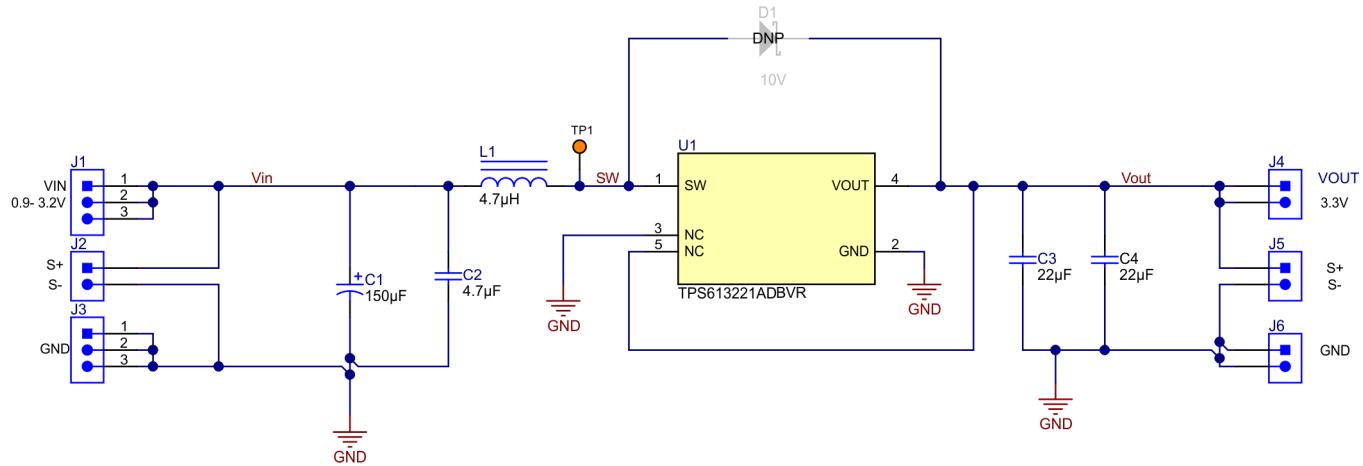 D1
DNP
10V
TP1
U1
L1
4.7µH
SW
1
SW
VOUT
4
3
NC
5
NC
GND
2
TPS613221ADBVR
GND
GND
J1
VIN
0.9- 3.2V
1
2
3
Vin
J2
S+
S-
C1
+
150µF
C2
4.7µF
J3
GND
1
2
3
GND
C3
22µF
C4
22µF
Vout
J4
VOUT
3.3V
J5
S+
S-
J6
GND
GND